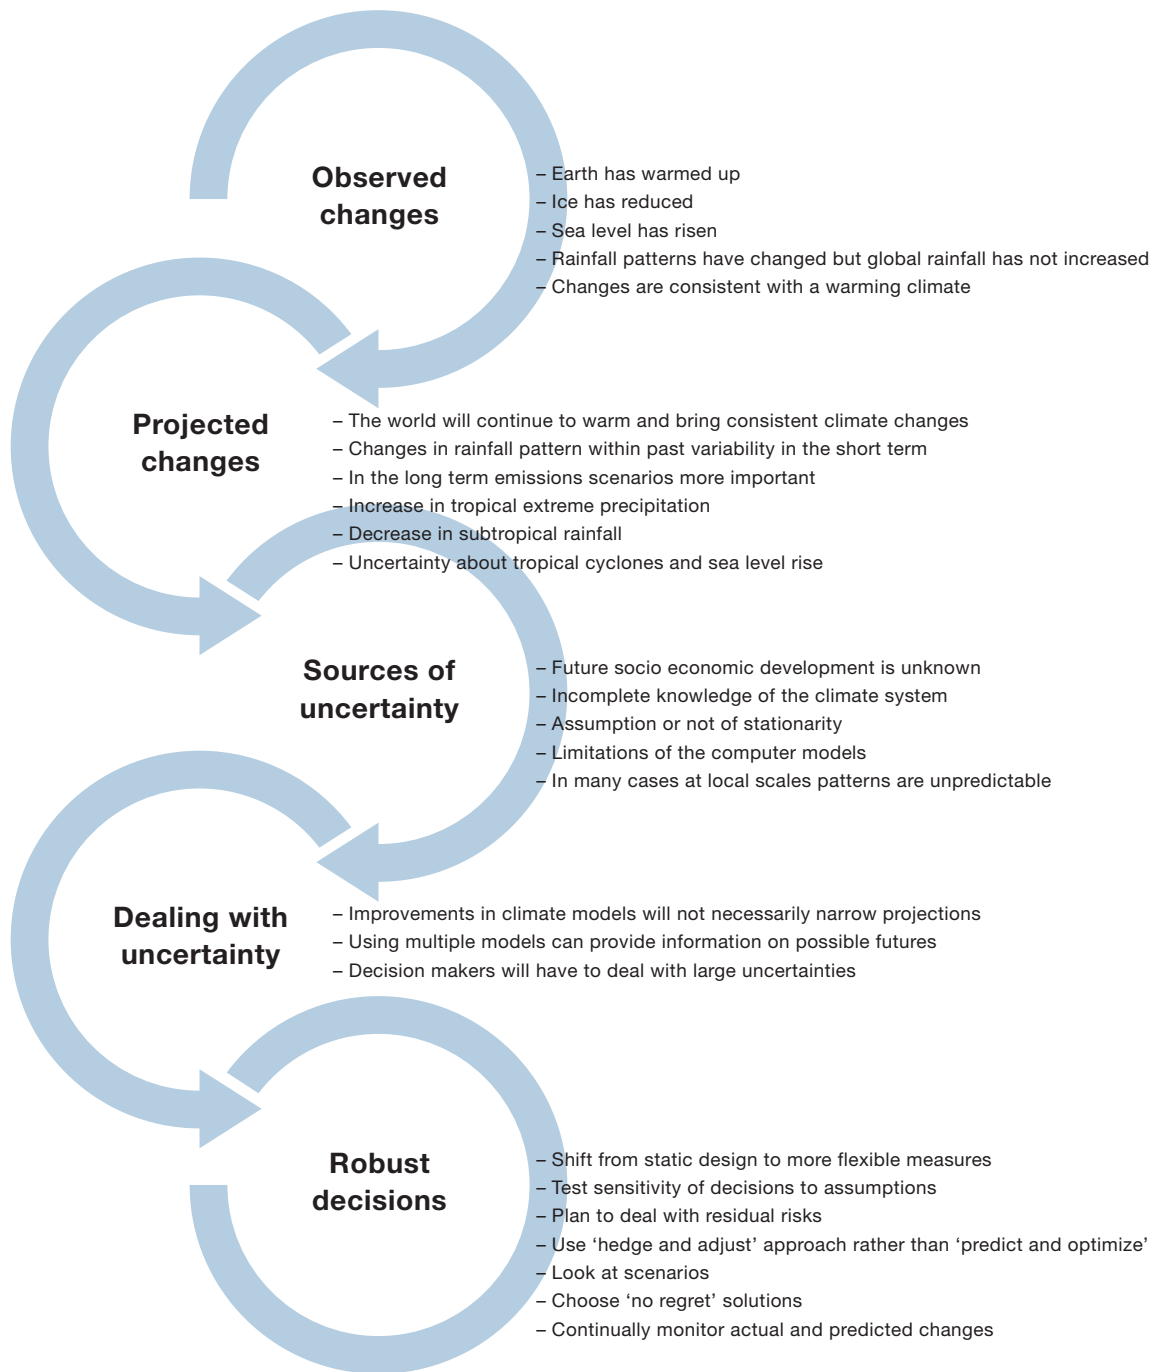 Observed
changes
– Earth has warmed up
– Ice has reduced
– Sea level has risen
– Rainfall patterns have changed but global rainfall has not increased
– Changes are consistent with a warming climate
Projected
changes
– The world will continue to warm and bring consistent climate changes
– Changes in rainfall pattern within past variability in the short term
– In the long term emissions scenarios more important
– Increase in tropical extreme precipitation
– Decrease in subtropical rainfall
– Uncertainty about tropical cyclones and sea level rise
Sources of
uncertainty
– Future socio economic development is unknown
– Incomplete knowledge of the climate system
– Assumption or not of stationarity
– Limitations of the computer models
– In many cases at local scales patterns are unpredictable
Dealing with
uncertainty
– Improvements in climate models will not necessarily narrow projections
– Using multiple models can provide information on possible futures
– Decision makers will have to deal with large uncertainties
Robust
decisions
– Shift from static design to more flexible measures
– Test sensitivity of decisions to assumptions
– Plan to deal with residual risks
– Use ‘hedge and adjust’ approach rather than ‘predict and optimize’
– Look at scenarios
– Choose ‘no regret’ solutions
– Continually monitor actual and predicted changes